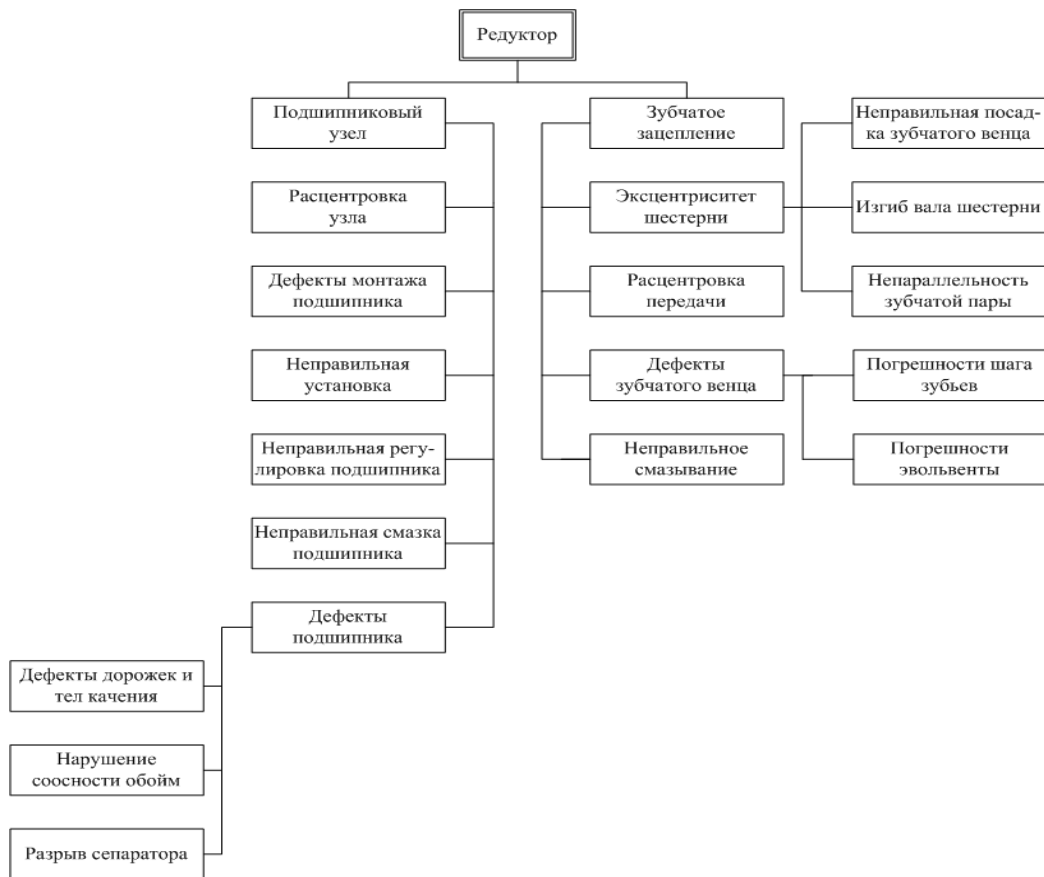 Редуктор
Подшипниковый
узел
Расцентровка
узла
Дефекты монтажа
подшипника
Неправильная
установка
Неправильная регу-
лировка подшипника
Неправильная смазка
подшипника
Дефекты
подшипника
Дефекты дорожек и
тел качения
Нарушение
соосности обойм
Разрыв сепаратора
Зубчатое
зацепление
Эксцентриситет
шестерни
Расцентровка
передачи
Дефекты
зубчатого венца
Неправильное
смазывание
Неправильная посад-
ка зубчатого венца
Изгиб вала шестерни
Непараллельность
зубчатой пары
Погрешности шага
зубьев
Погрешности
эвольвенты